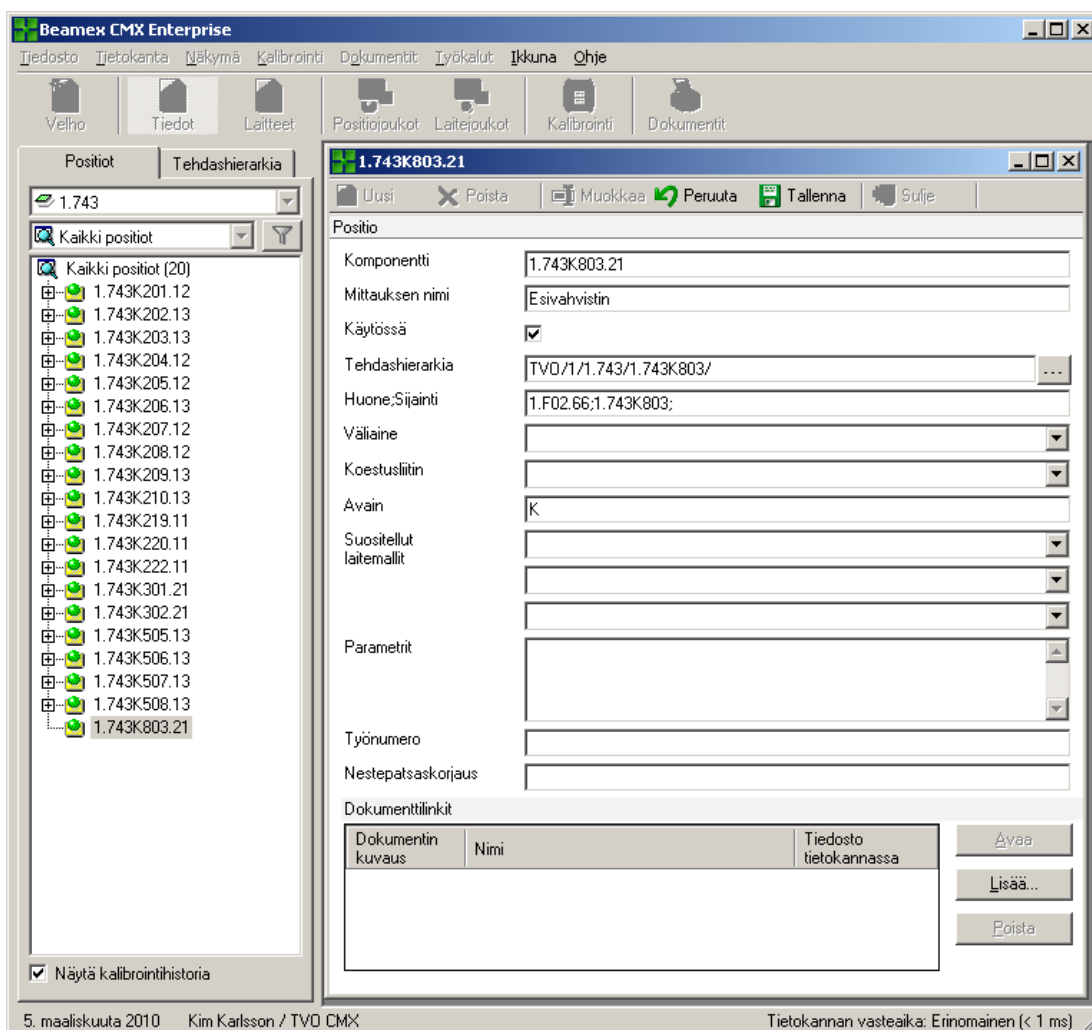 Beamex CMX Enterprise
Tiedosto Tietokanta Näkymä Kalibrointi Dokumentit Työkalut Ikkuna Ohje
Velho Tiedot Laitteet Positiojoukot Laitejoukot Kalibrointi Dokumentit
Positiot Tehdashierarkia
1.743
Kaikki positiot
Kaikki positiot (20)
1.743K201.12
1.743K202.13
1.743K203.13
1.743K204.12
1.743K205.12
1.743K206.13
1.743K207.12
1.743K208.12
1.743K209.13
1.743K210.13
1.743K219.11
1.743K220.11
1.743K222.11
1.743K301.21
1.743K302.21
1.743K505.13
1.743K506.13
1.743K507.13
1.743K508.13
1.743K803.21
Näytä kalibrointihistoria
1.743K803.21
Uusi Poista Muokkaa Peruuta Tallenna Sulje
Positio
Komponentti 1.743K803.21
Mittauksen nimi Esivahvistin
Käytössä
Tehdashierarkia TVO/1/1.743/1.743K803/ ...
Huone;Sijainti 1.F02.66;1.743K803;
Väliaine
Koestusliitin
Avain K
Suositellut
laitemallit
Parametrit
Työnumero
Nestepatsaskorjaus
Dokumenttilinkit
Dokumentin
kuvaus
Nimi
Tiedosto
tietokannassa
Avaa
Lisää...
Poista
5. maaliskuuta 2010 Kim Karlsson / TVO CMX Tietokannan vasteaika: Erinomainen (< 1 ms)